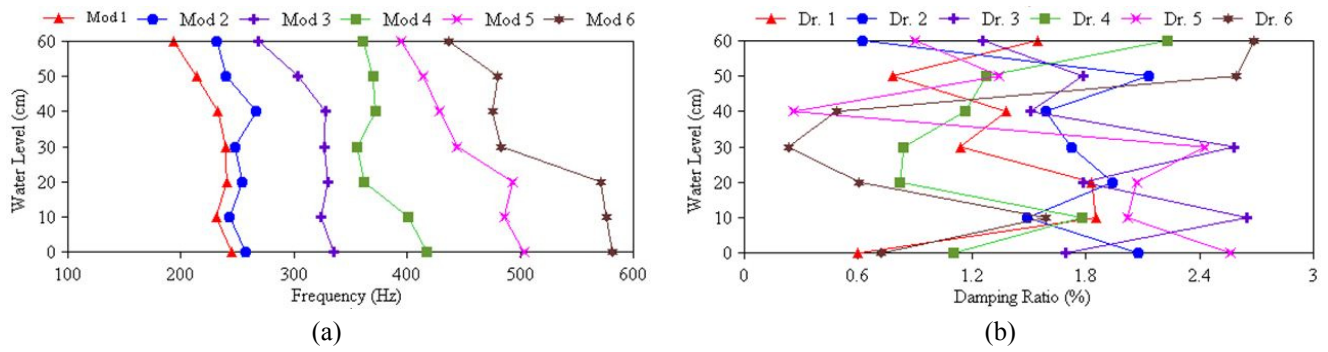 Mod 1 Mod 2 Mod 3 Mod 4 Mod 5 Mod 6
60
50
40
30
20
10
0
Water Level (cm)
100 200 300 400 500 600
Frequency (Hz)
(a)
Dr. 1 Dr. 2 Dr. 3 Dr. 4 Dr. 5 Dr. 6
60
50
40
30
20
10
0
Water Level (cm)
0 0.6 1.2 1.8 2.4 3
Damping Ratio (%)
(b)